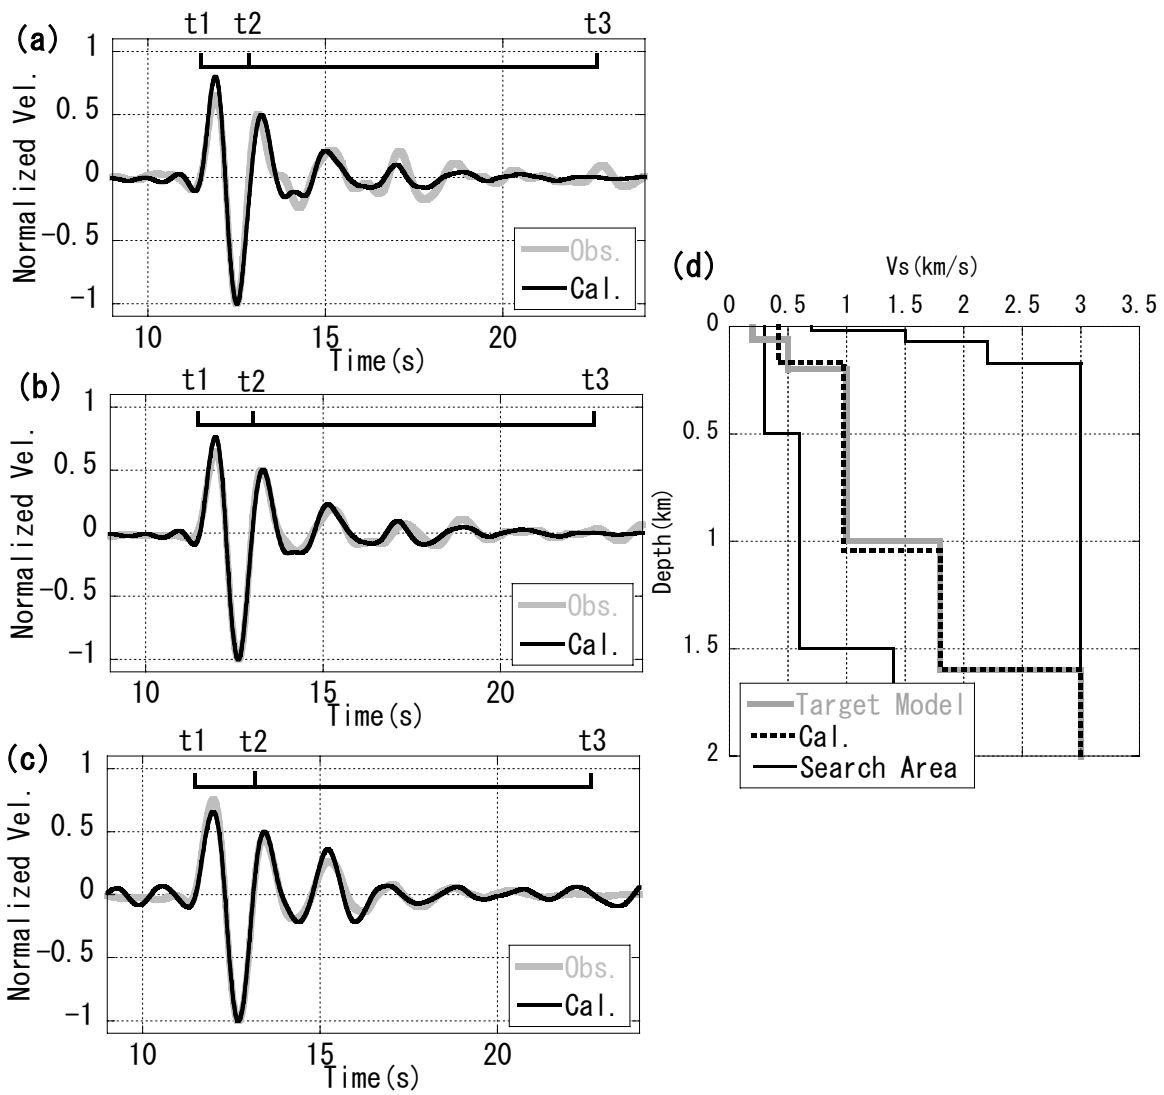 (a)
t1 t2 t3
Normalized Vel.
1
0.5
0
-0.5
-1
10 15 20
Time(s)
Obs.
Cal.
(b)
t1 t2 t3
Normalized Vel.
1
0.5
0
-0.5
-1
10 15 20
Time(s)
Obs.
Cal.
(c)
t1 t2 t3
Normalized Vel.
1
0.5
0
-0.5
-1
10 15 20
Time(s)
Obs.
Cal.
(d)
Vs(km/s)
0 0.5 1 1.5 2 2.5 3 3.5
Depth(km)
0
0.5
1
1.5
2
Target Model
Cal.
Search Area